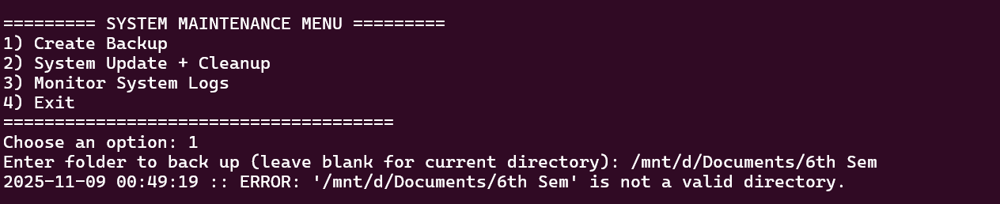 ========= SYSTEM MAINTENANCE MENU =========
1) Create Backup
2) System Update + Cleanup
3) Monitor System Logs
4) Exit
======================================
Choose an option: 1
Enter folder to back up (leave blank for current directory): /mnt/d/Documents/6th Sem
2025-11-09 00:49:19 :: ERROR: '/mnt/d/Documents/6th Sem' is not a valid directory.